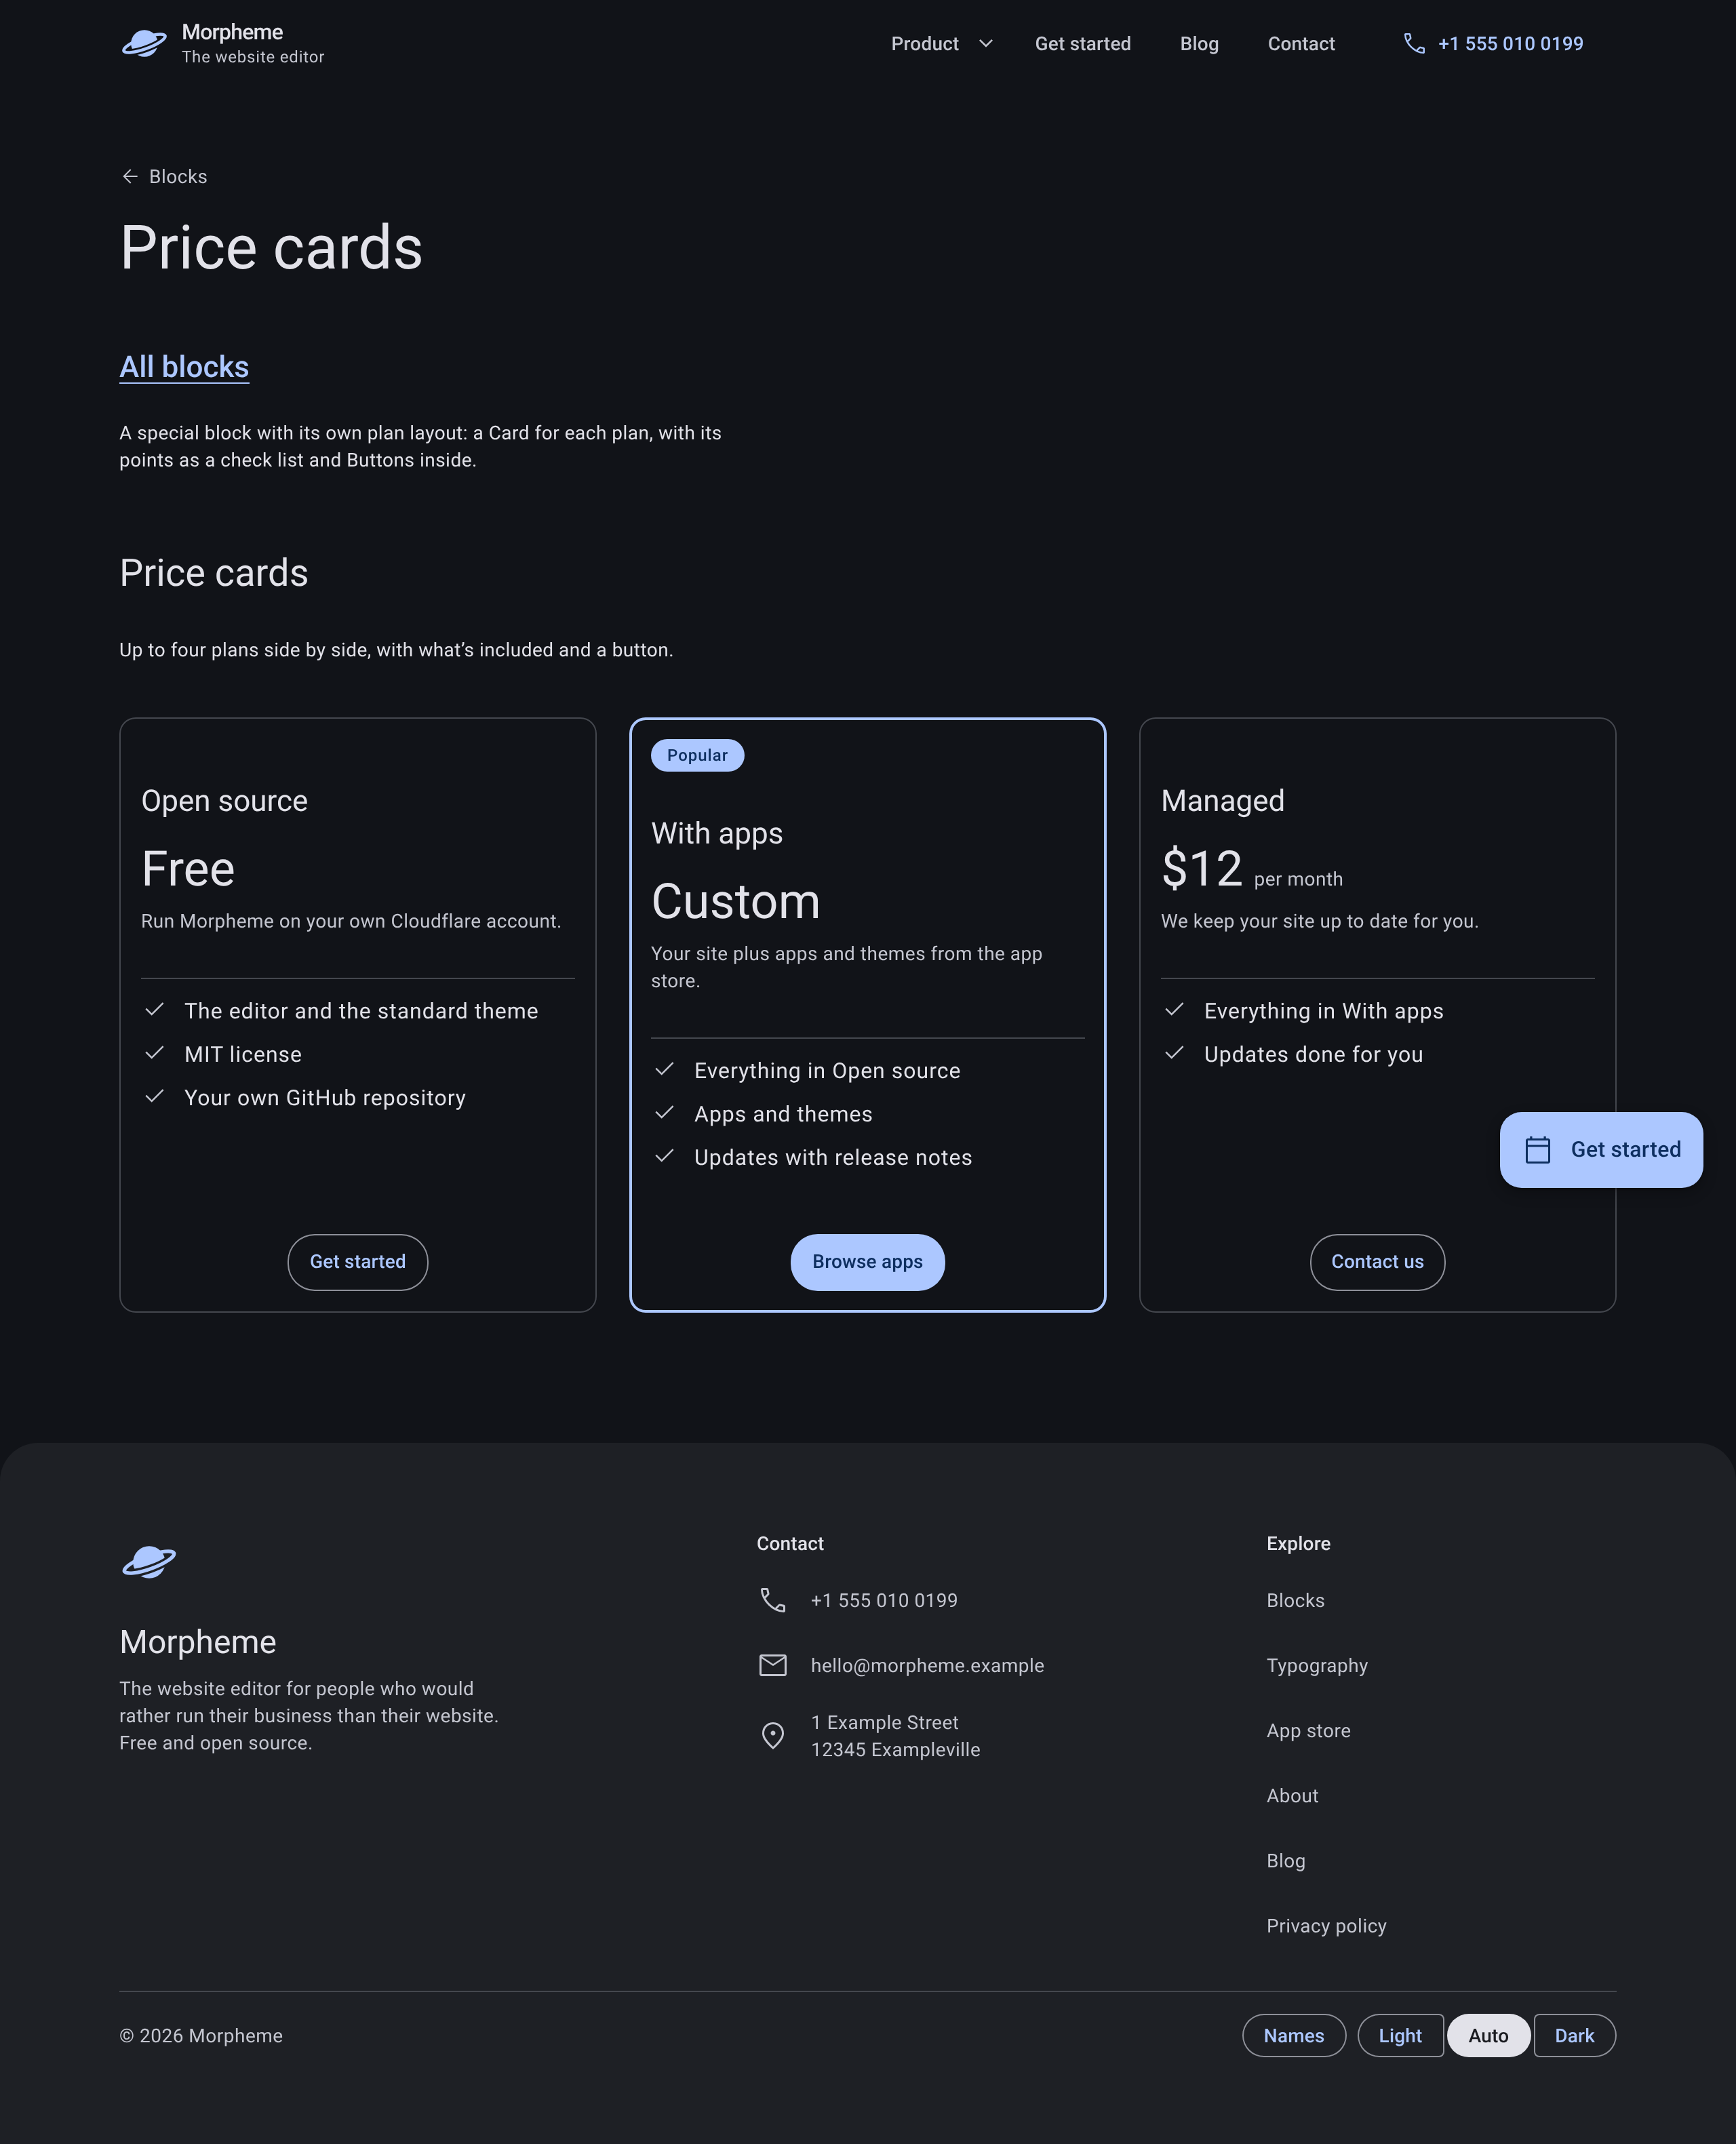 Morpheme
The website editor
Product
Get started
Blog
Contact
+1 555 010 0199
Blocks
Price cards
All blocks
A special block with its own plan layout: a Card for each plan, with its
points as a check list and Buttons inside.
Price cards
Up to four plans side by side, with what’s included and a button.
Open source
Free
Run Morpheme on your own Cloudflare account.
The editor and the standard theme
MIT license
Your own GitHub repository
Get started
Popular
With apps
Custom
Your site plus apps and themes from the app
store.
Everything in Open source
Apps and themes
Updates with release notes
Browse apps
Managed
$12 per month
We keep your site up to date for you.
Everything in With apps
Updates done for you
Contact us
Get started
Morpheme
The website editor for people who would
rather run their business than their website.
Free and open source.
Contact
+1 555 010 0199
hello@morpheme.example
1 Example Street
12345 Exampleville
Explore
Blocks
Typography
App store
About
Blog
Privacy policy
© 2026 Morpheme
Names
Light
Auto
Dark